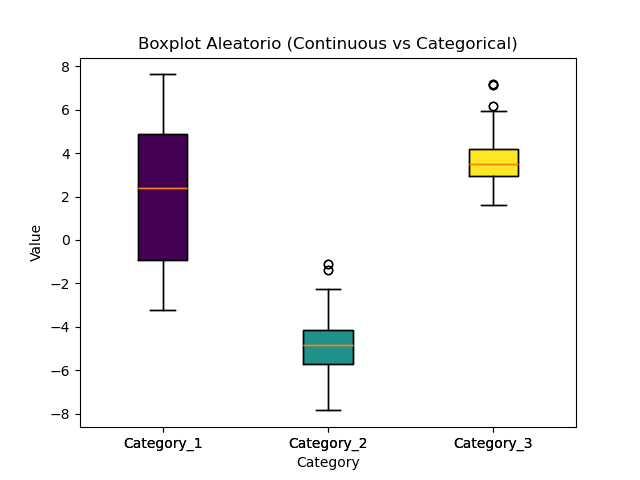 Boxplot Aleatorio (Continuous vs Categorical)
8
6
4
2
0
−2
−4
−6
−8
Value
Category_1 Category_2 Category_3
Category